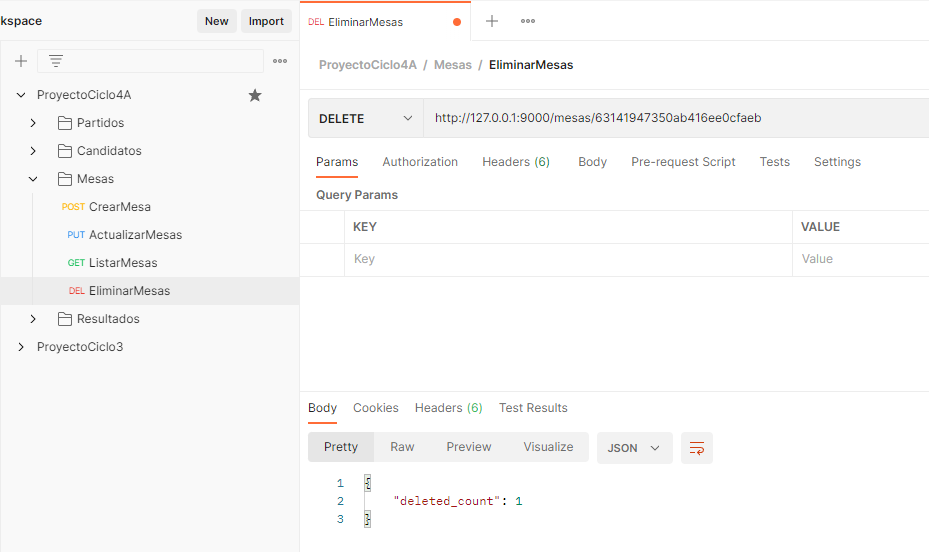 kspace
New
Import
ProyectoCiclo4A
Partidos
Candidatos
Mesas
POST CrearMesa
PUT ActualizarMesas
GET ListarMesas
DEL EliminarMesas
Resultados
ProyectoCiclo3
DEL EliminarMesas
ProyectoCiclo4A / Mesas / EliminarMesas
DELETE http://127.0.0.1:9000/mesas/63141947350ab416ee0cfaeb
Params Authorization Headers (6) Body Pre-request Script Tests Settings
Query Params
KEY VALUE
Key Value
Body Cookies Headers (6) Test Results
Pretty Raw Preview Visualize JSON
1 {
2 "deleted_count": 1
3 }